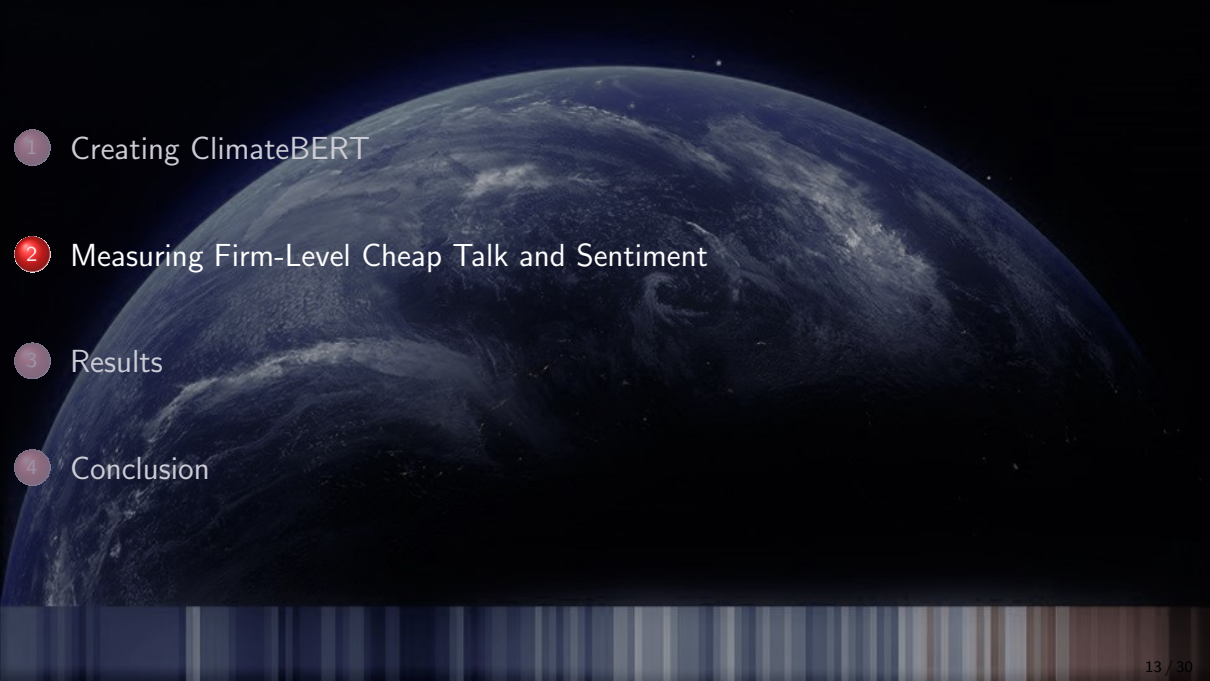 1 Creating ClimateBERT
2 Measuring Firm-Level Cheap Talk and Sentiment
3 Results
4 Conclusion
13 / 30